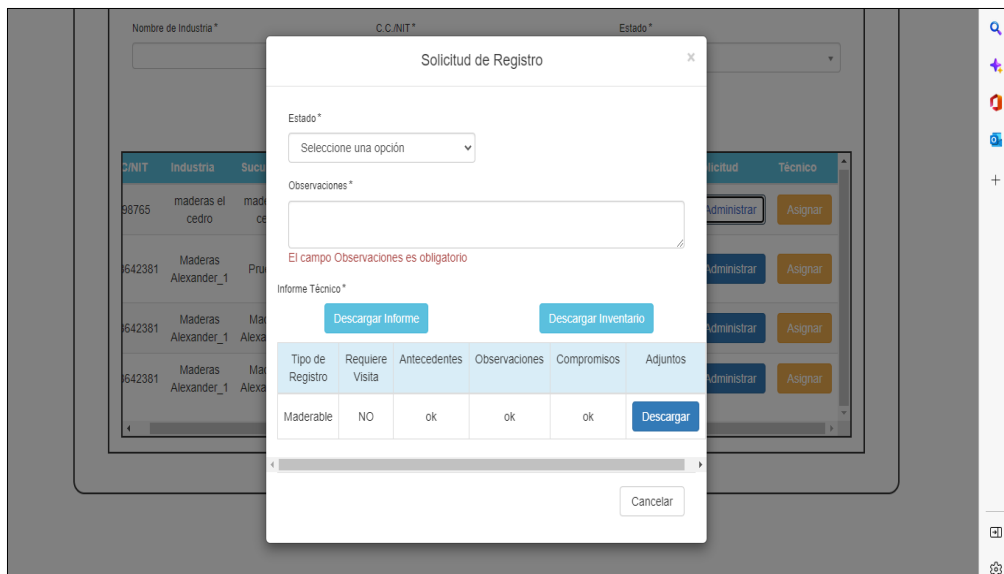 Nombre de Industria *
C.C./NIT *
Estado *
Solicitud de Registro
x
Estado *
Seleccione una opción
Observaciones *
El campo Observaciones es obligatorio
Informe Técnico *
Descargar Informe
Descargar Inventario
Tipo de Registro
Requiere Visita
Antecedentes
Observaciones
Compromisos
Adjuntos
Maderable
NO
ok
ok
ok
Descargar
Cancelar
C/NIT
Industria
Sucu
licitud
Técnico
98765
maderas el cedro
made
ce
Administrar
Asignar
642381
Maderas Alexander_1
Pru
Administrar
Asignar
642381
Maderas Alexander_1
Mad
Alexa
Administrar
Asignar
642381
Maderas Alexander_1
Mad
Alexa
Administrar
Asignar